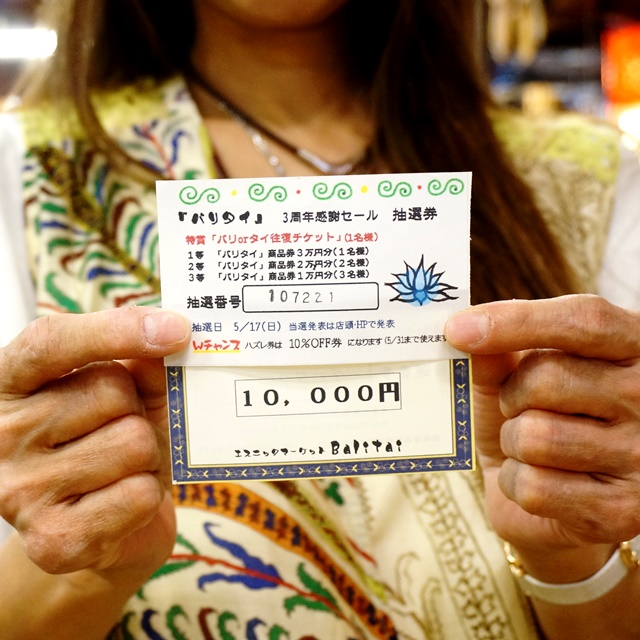 『バリタイ』 3周年感謝セール 抽選券
特賞「バリorタイ往復チケット」(1名様)
1等 「バリタイ」商品券3万円分(1名様)
2等 「バリタイ」商品券2万円分(2名様)
3等 「バリタイ」商品券1万円分(3名様)
抽選番号 107221
抽選日 5/17(日) 当選発表は店頭・HPで発表
Wチャンス ハズレ券は 10%OFF券 になります(5/31まで使えます
10,000円
エスニックマーケット Balitai